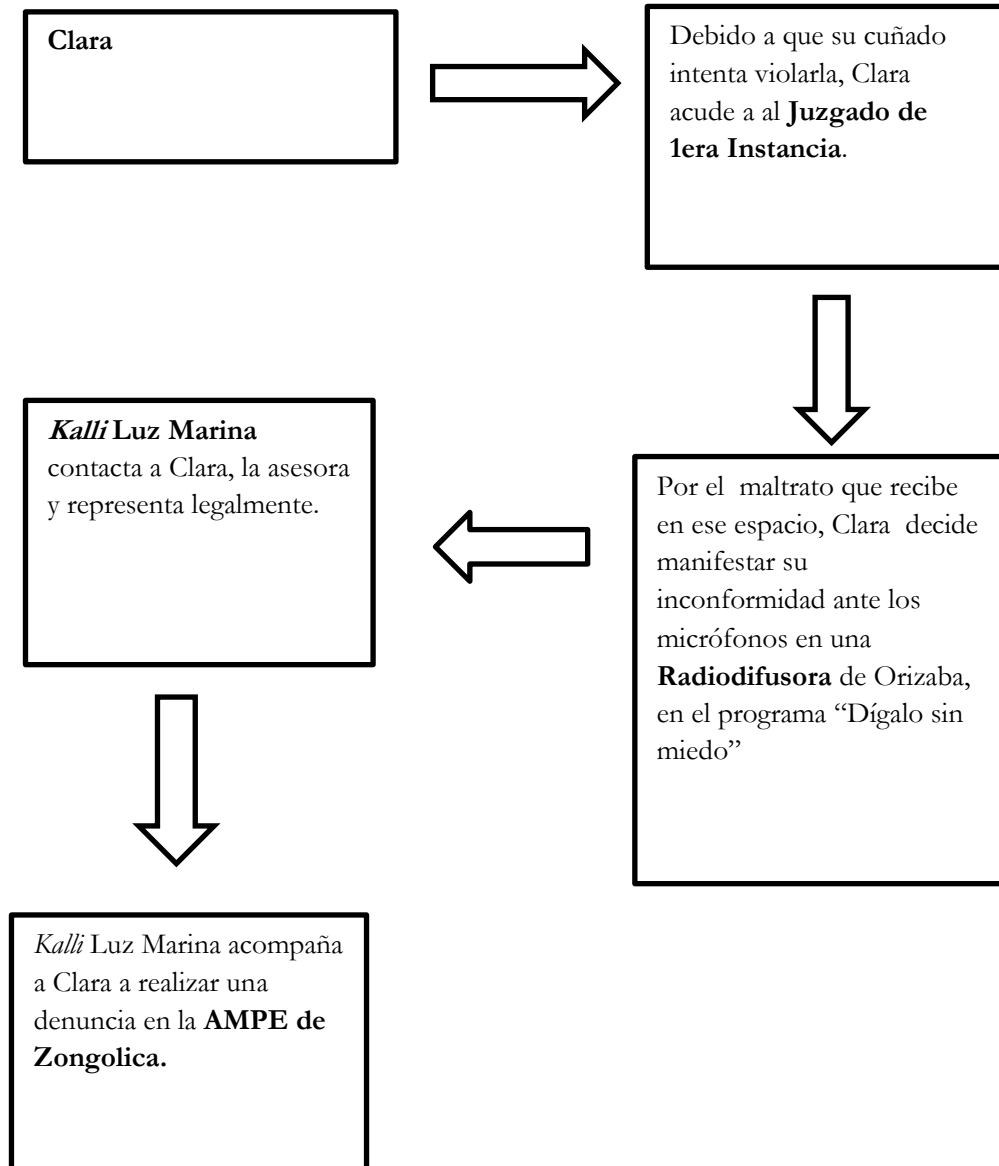 Clara
Debido a que su cuñado
intenta violarla, Clara
acude a al Juzgado de
1era Instancia.
Por el maltrato que recibe
en ese espacio, Clara decide
manifestar su
inconformidad ante los
micrófonos en una
Radiodifusora de Orizaba,
en el programa “Dígalo sin
miedo”
Kalli Luz Marina
contacta a Clara, la asesora
y representa legalmente.
Kalli Luz Marina acompaña
a Clara a realizar una
denuncia en la AMPE de
Zongolica.